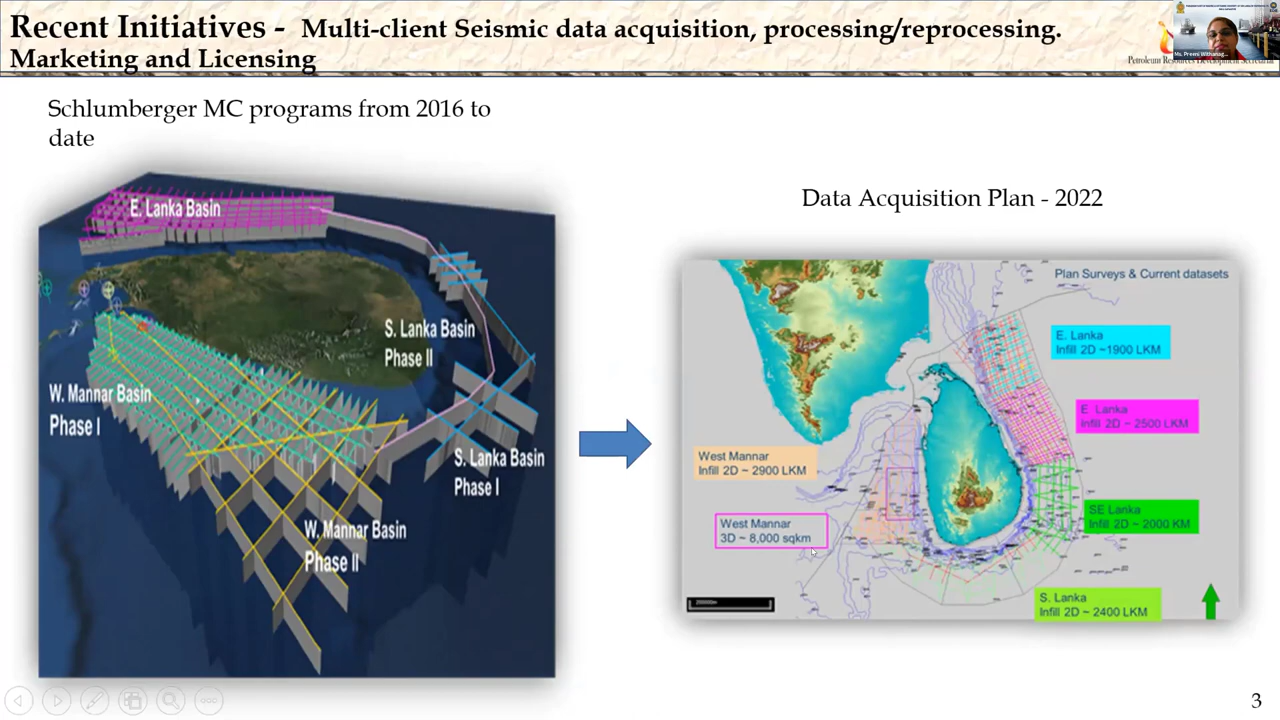 Recent Initiatives - Multi-client Seismic data acquisition, processing/reprocessing.
Marketing and Licensing
Ms. Preeni Withanag...
Petroleum Resources Development Secretariat
Schlumberger MC programs from 2016 to
date
E. Lanka Basin
S. Lanka Basin
Phase II
W. Mannar Basin
Phase I
S. Lanka Basin
Phase I
W. Mannar Basin
Phase II
Data Acquisition Plan - 2022
Plan Surveys & Current datasets
E. Lanka
Infill 2D ~1900 LKM
E Lanka
Infill 2D ~ 2500 LKM
West Mannar
Infill 2D ~ 2900 LKM
SE Lanka
Infill 2D ~ 2000 KM
West Mannar
3D ~ 8,000 sqkm
S. Lanka
Infill 2D ~ 2400 LKM
3